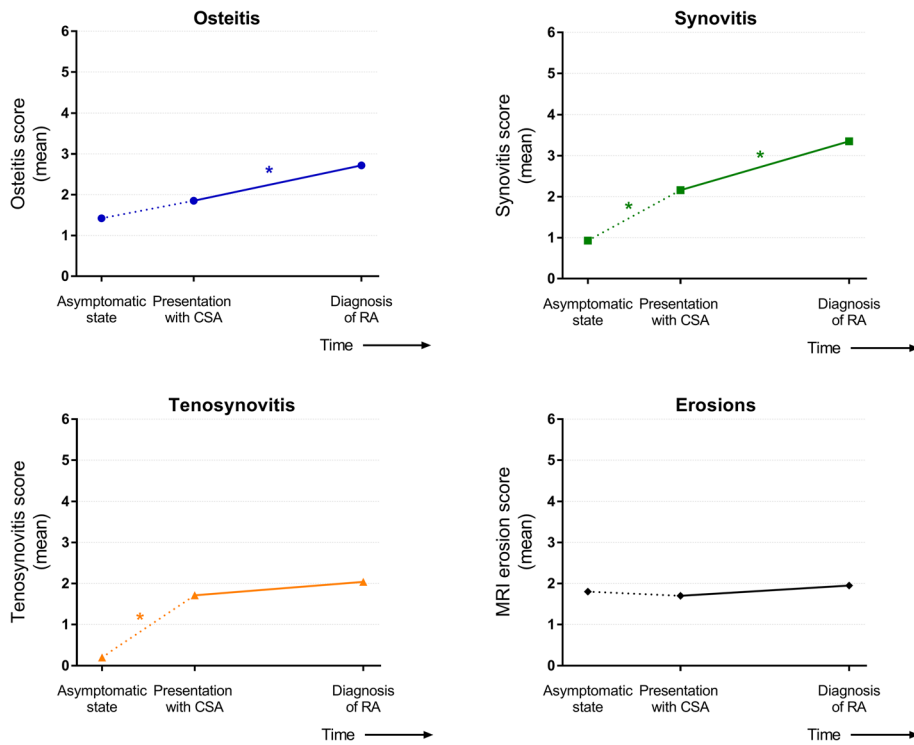 Osteitis
Osteitis score
(mean)
6
5
4
3
2
1
0
*
Asymptomatic
state
Presentation
with CSA
Diagnosis
of RA
Time
Synovitis
Synovitis score
(mean)
6
5
4
3
2
1
0
*
*
Asymptomatic
state
Presentation
with CSA
Diagnosis
of RA
Time
Tenosynovitis
Tenosynovitis score
(mean)
6
5
4
3
2
1
0
*
Asymptomatic
state
Presentation
with CSA
Diagnosis
of RA
Time
Erosions
MRI erosion score
(mean)
6
5
4
3
2
1
0
Asymptomatic
state
Presentation
with CSA
Diagnosis
of RA
Time